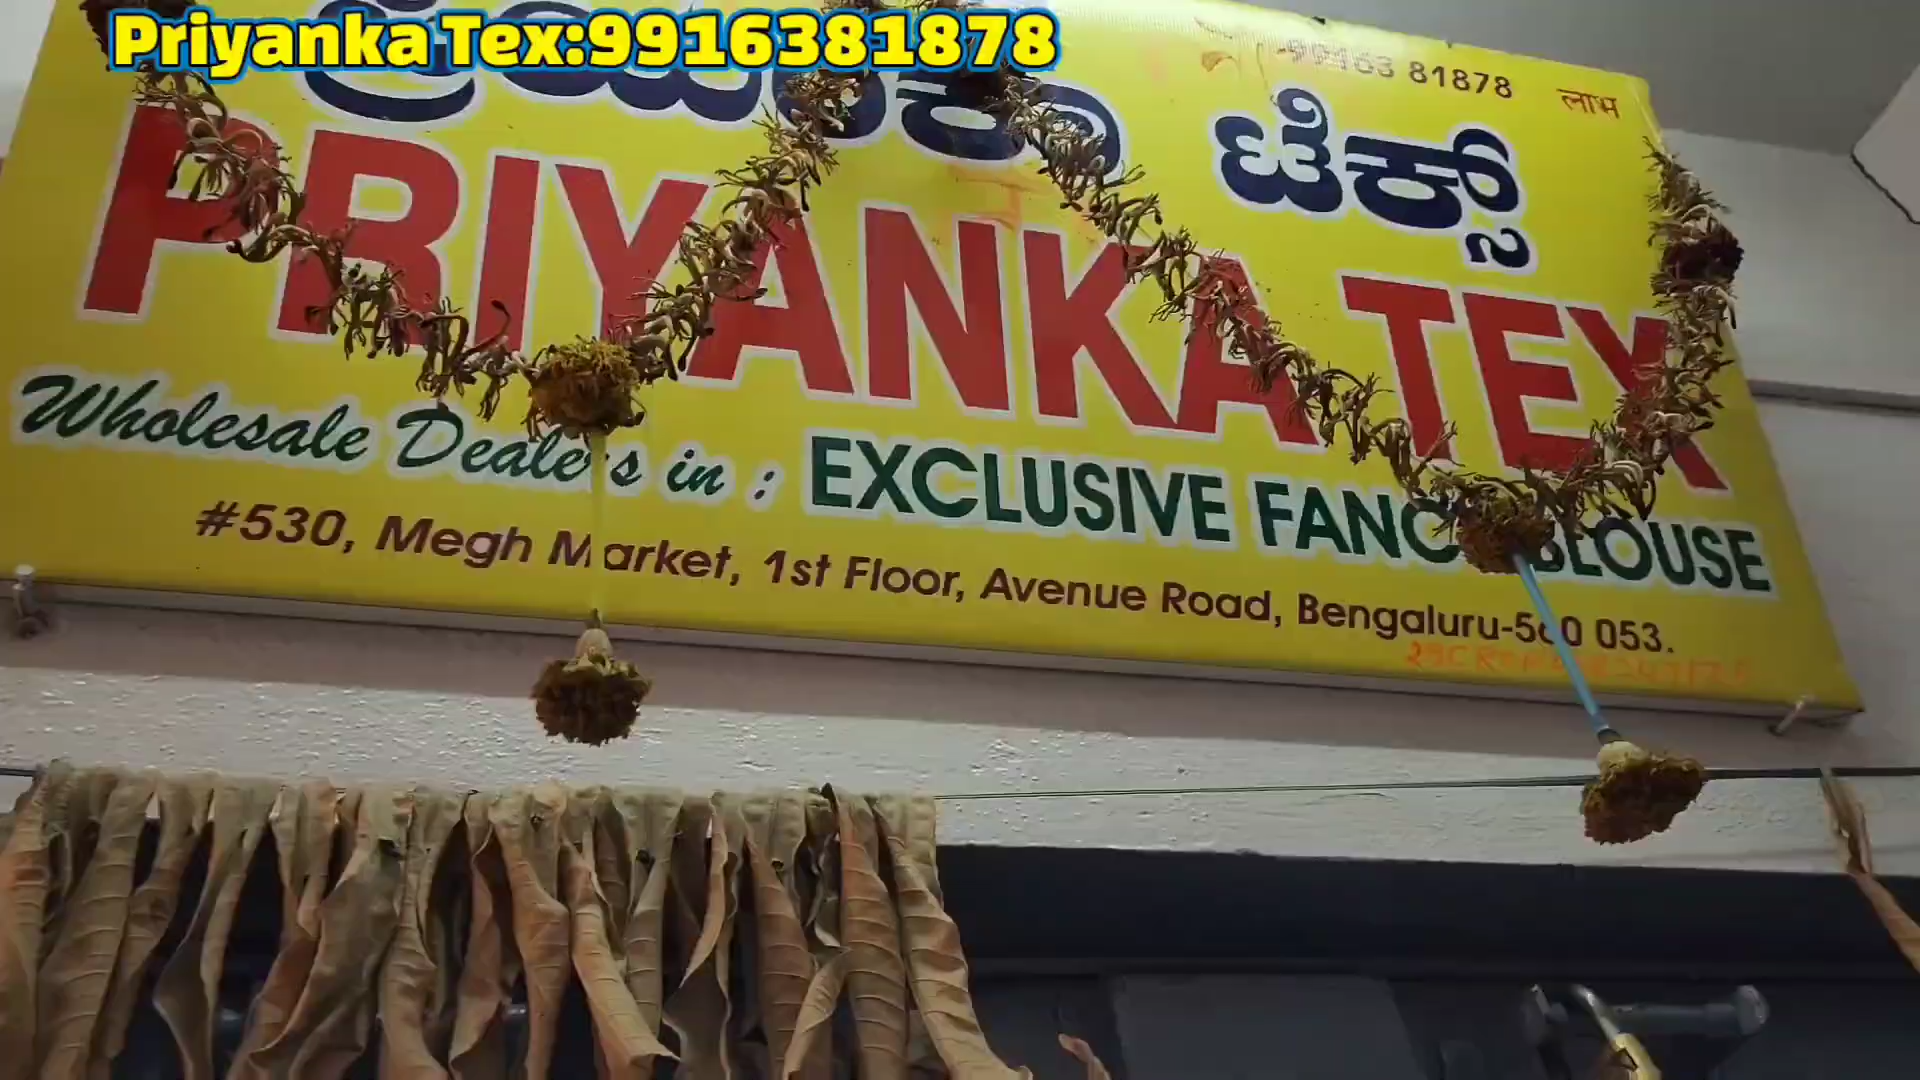 Priyanka Tex:9916381878
99163 81878 लाभ
ಪ್ರಿಯಾಂಕಾ ಟೆಕ್ಸ್
PRIYANKA TEX
Wholesale Dealers in : EXCLUSIVE FANCY BLOUSE
#530, Megh Market, 1st Floor, Avenue Road, Bengaluru-560 053.